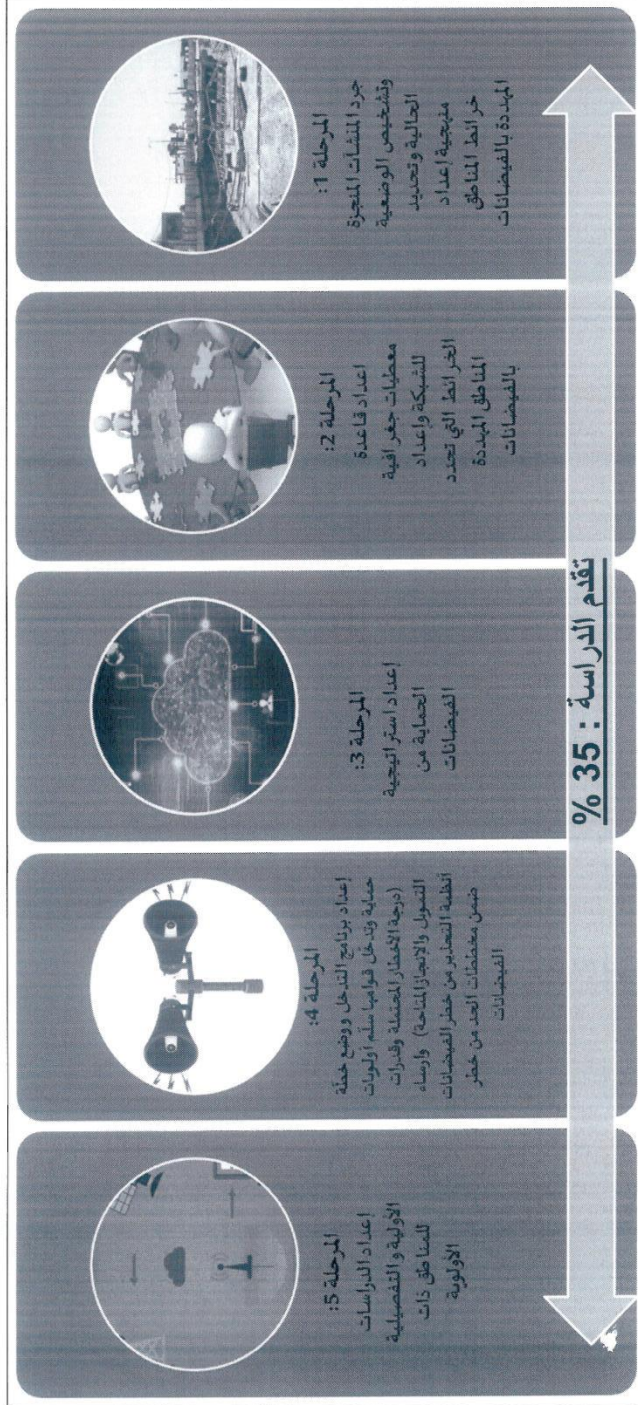 المرحلة 1:
جرد المنشآت المنجزة
وتشخيص الوضعية
الحالية وتحديد
منهجية إعداد
خرائط المناطق
المهددة بالفيضانات
المرحلة 2:
اعداد قاعدة
معطيات جغرافية
للشبكة وإعداد
الخرائط التي تحدد
المناطق المهددة
بالفيضانات
المرحلة 3:
إعداد استراتيجية
الحماية من
الفيضانات
المرحلة 4:
إعداد برنامج التدخل ووضع خطة
حماية وتدخل قوامها سلّم أولويات
(درجة الأخطار المحتملة وقدرات
التمويل والإنجاز المتاحة) وإرساء
أنظمة التحذير من خطر الفيضانات
ضمن مخططات الحد من خطر
الفيضانات
المرحلة 5:
إعداد الدراسات
الأولية والتفصيلية
للمناطق ذات
الأولوية
تقدم الدراسة : 35 %